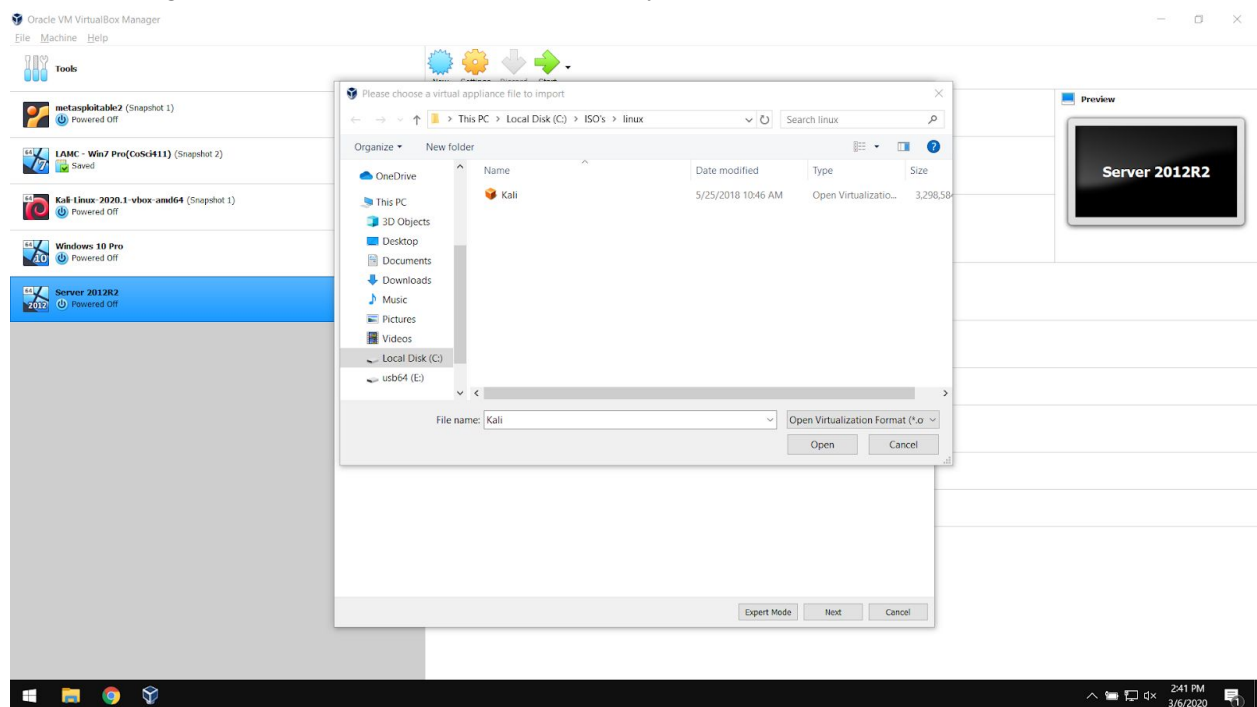 Oracle VM VirtualBox Manager
File Machine Help
Tools
metasploitable2 (Snapshot 1)
Powered Off
LAMC - Win7 Pro(CoSci411) (Snapshot 2)
Saved
Kali-Linux-2020.1-vbox-amd64 (Snapshot 1)
Powered Off
Windows 10 Pro
Powered Off
Server 2012R2
Powered Off
Please choose a virtual appliance file to import
This PC > Local Disk (C:) > ISO's > linux
Search linux
Organize
New folder
Name Date modified Type Size
Kali 5/25/2018 10:46 AM Open Virtualizatio... 3,298,58
OneDrive
This PC
3D Objects
Desktop
Documents
Downloads
Music
Pictures
Videos
Local Disk (C:)
usb64 (E:)
File name: Kali
Open Virtualization Format (*.o
Open Cancel
Expert Mode Next Cancel
Preview
Server 2012R2
2:41 PM
3/6/2020